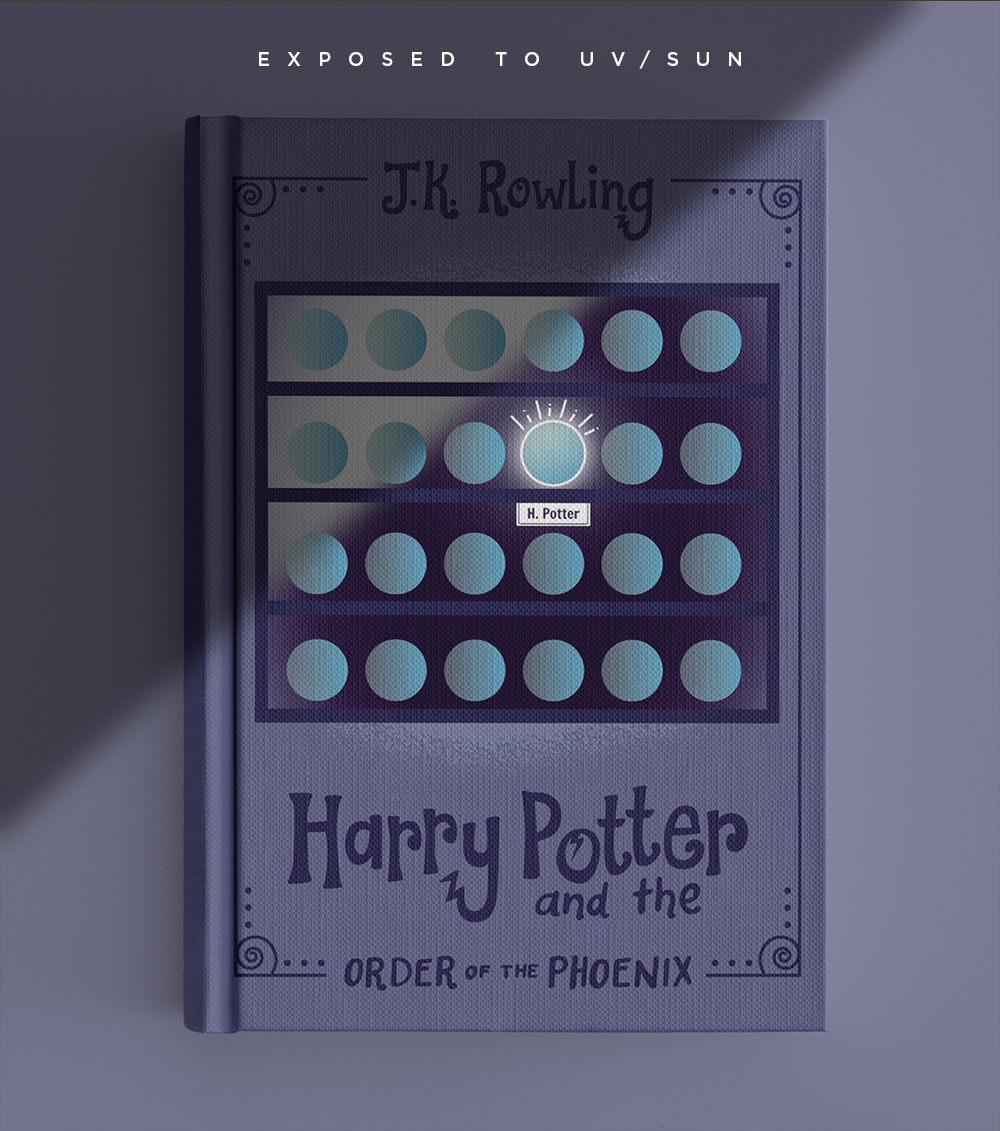 EXPOSED TO UV/SUN
J.K. Rowling
H. Potter
Harry Potter
and the
ORDER OF THE PHOENIX